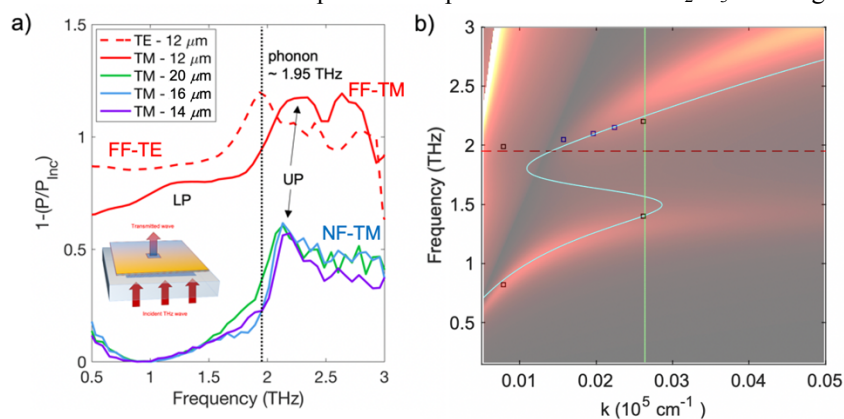 a)
TE - 12 μm
TM - 12 μm
TM - 20 μm
TM - 16 μm
TM - 14 μm
phonon
~ 1.95 THz
FF-TM
FF-TE
LP
UP
NF-TM
Transmitted wave
Incident THz wave
1-(P/P_Inc)
1.5
1
0.5
0
0.5 1 1.5 2 2.5 3
Frequency (THz)
b)
Frequency (THz)
3
2.5
2
1.5
1
0.5
0.01 0.02 0.03 0.04 0.05
k (10⁵ cm⁻¹)